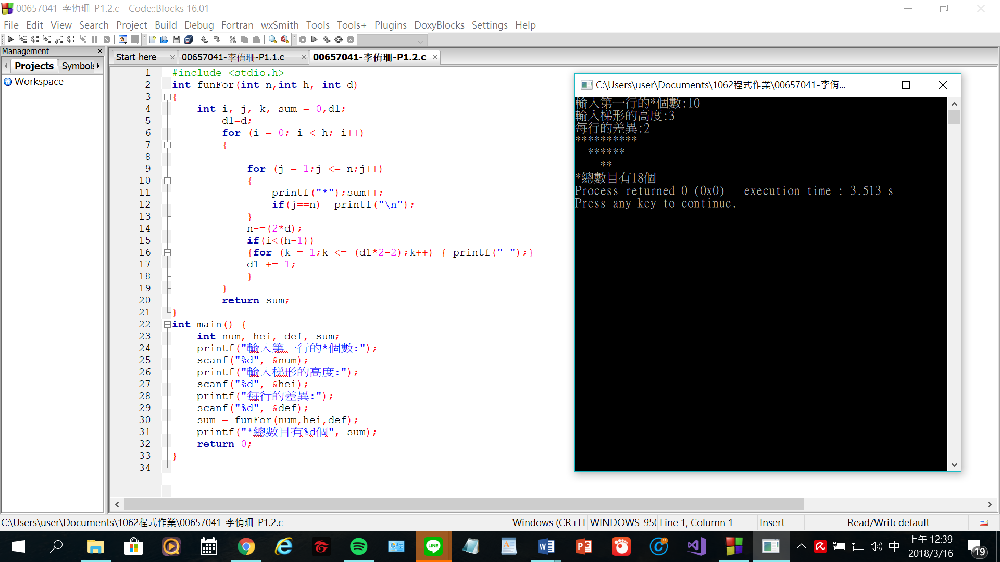 00657041-李侑珊-P1.2.c - Code::Blocks 16.01
File Edit View Search Project Build Debug Fortran wxSmith Tools Tools+ Plugins DoxyBlocks Settings Help
Management
Start here
00657041-李侑珊-P1.1.c
00657041-李侑珊-P1.2.c
Projects
Symbols
Workspace
1 #include <stdio.h>
2 int funFor(int n,int h, int d)
3 {
4 int i, j, k, sum = 0,d1;
5 d1=d;
6 for (i = 0; i < h; i++)
7 {
8
9 for (j = 1;j <= n;j++)
10 {
11 printf("*");sum++;
12 if(j==n) printf("\n");
13 }
14 n-=(2*d);
15 if(i<(h-1))
16 {for (k = 1;k <= (d1*2-2);k++) { printf(" ");}
17 d1 += 1;
18 }
19 }
20 return sum;
21 }
22 int main() {
23 int num, hei, def, sum;
24 printf("輸入第一行的*個數:");
25 scanf("%d", &num);
26 printf("輸入梯形的高度:");
27 scanf("%d", &hei);
28 printf("每行的差異:");
29 scanf("%d", &def);
30 sum = funFor(num,hei,def);
31 printf("*總數目有%d個", sum);
32 return 0;
33 }
34
C:\Users\user\Documents\1062程式作業\00657041-李侑...
輸入第一行的*個數:10
輸入梯形的高度:3
每行的差異:2
**********
******
**
*總數目有18個
Process returned 0 (0x0) execution time : 3.513 s
Press any key to continue.
C:\Users\user\Documents\1062程式作業\00657041-李侑珊-P1.2.c
Windows (CR+LF
WINDOWS-950
Line 1, Column 1
Insert
Read/Write
default
LINE
中
上午 12:39
2018/3/16
19